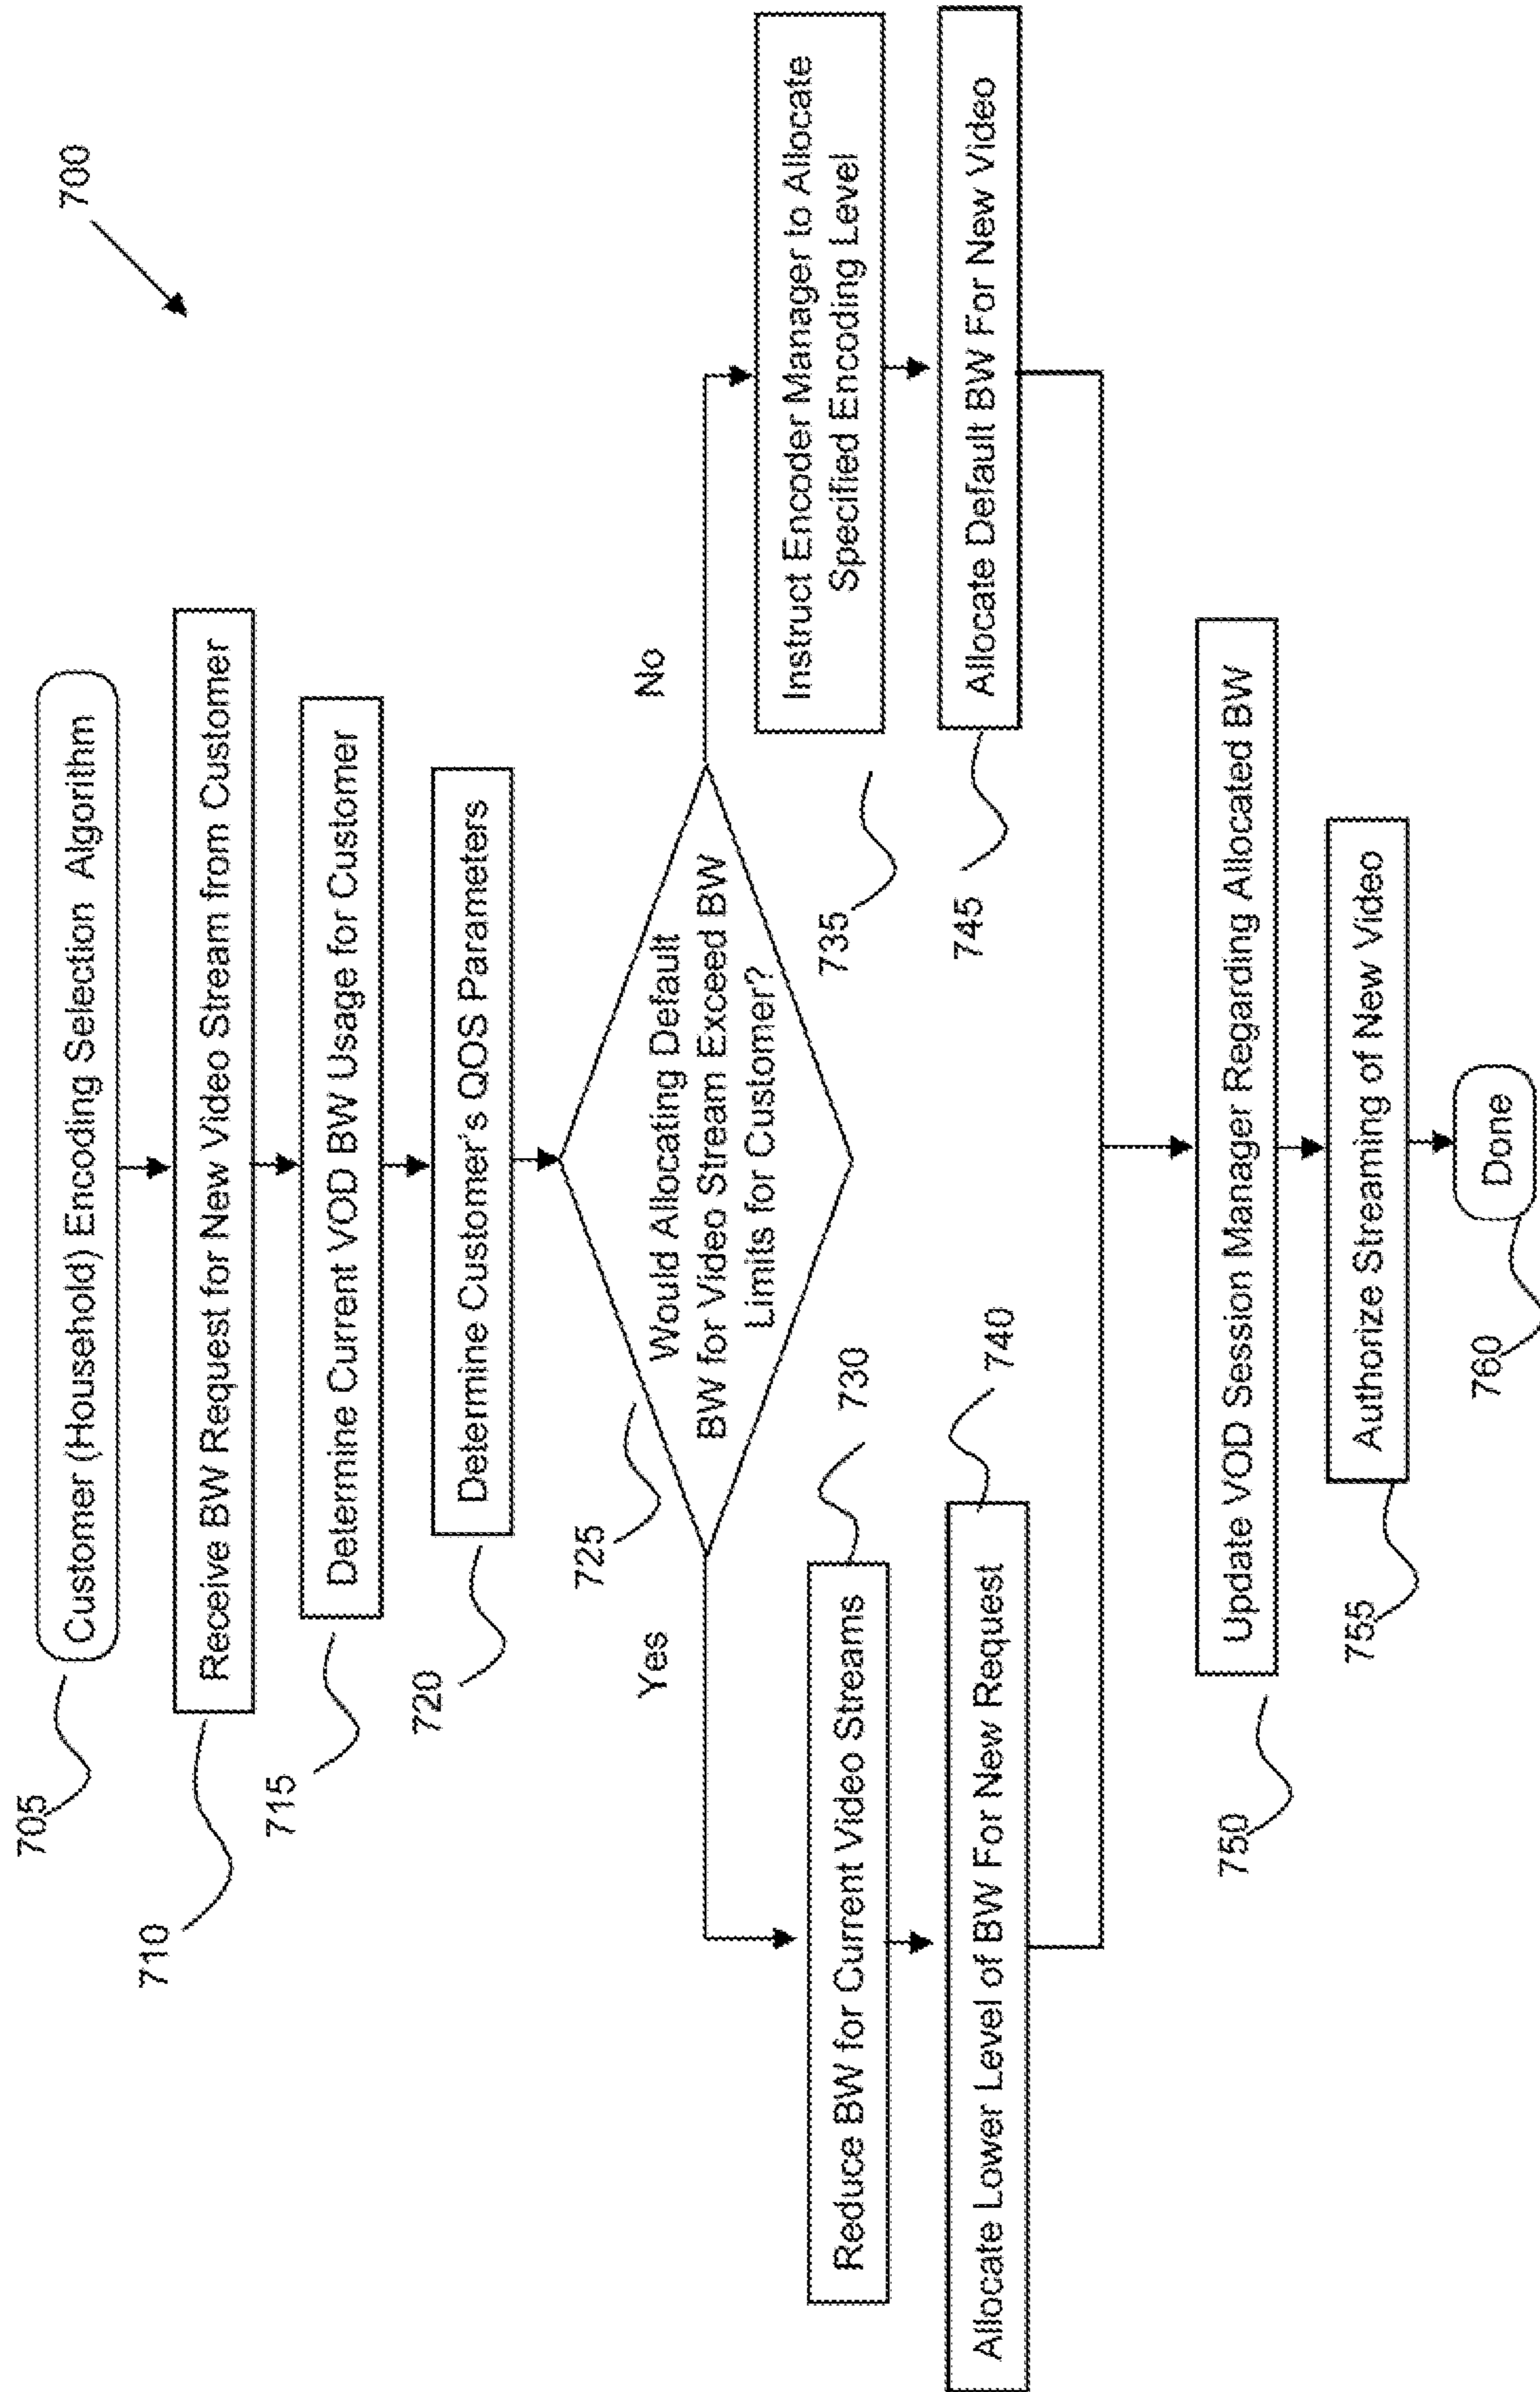 700
705
Customer (Household) Encoding Selection Algorithm
710
Receive BW Request for New Video Stream from Customer
715
Determine Current VOD BW Usage for Customer
720
Determine Customer's QOS Parameters
725
Would Allocating Default
BW for Video Stream Exceed BW
Limits for Customer?
Yes
No
730
Reduce BW for Current Video Streams
735
Instruct Encoder Manager to Allocate
Specified Encoding Level
740
Allocate Lower Level of BW For New Request
745
Allocate Default BW For New Video
750
Update VOD Session Manager Regarding Allocated BW
755
Authorize Streaming of New Video
760
Done